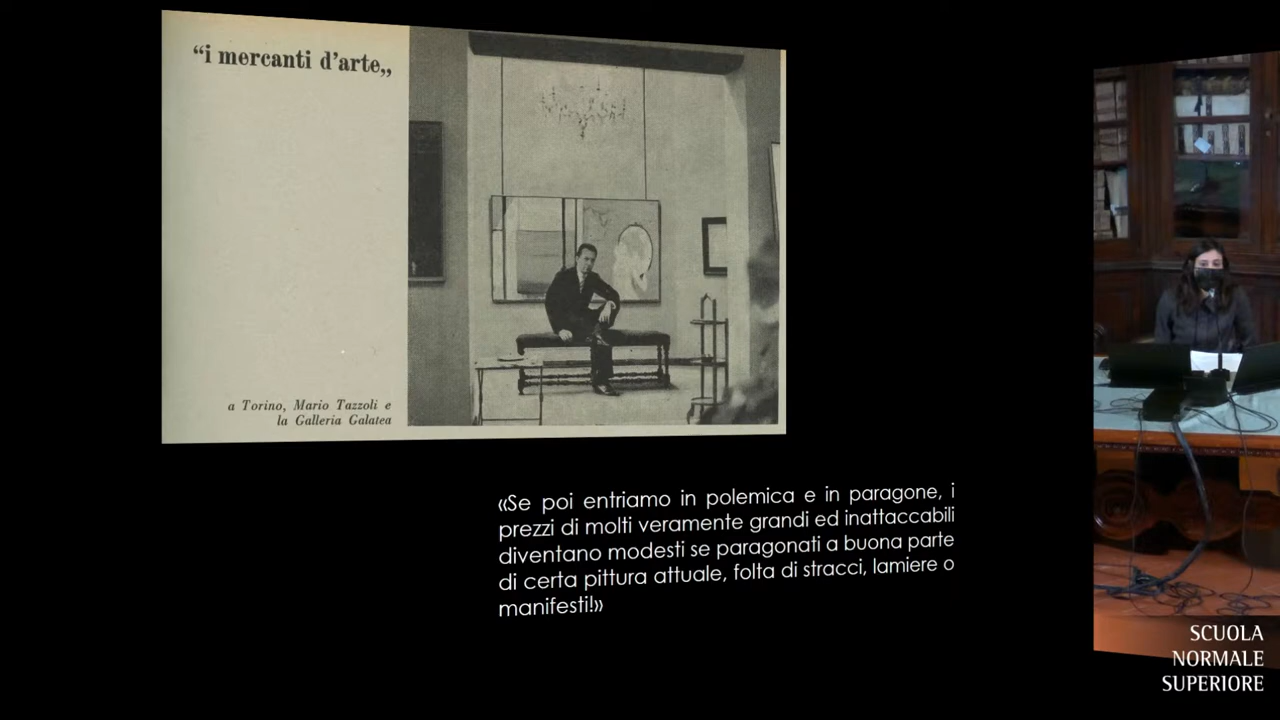 “i mercanti d'arte„
a Torino, Mario Tazzoli e
la Galleria Galatea
«Se poi entriamo in polemica e in paragone, i
prezzi di molti veramente grandi ed inattaccabili
diventano modesti se paragonati a buona parte
di certa pittura attuale, folta di stracci, lamiere o
manifesti!»
SCUOLA
NORMALE
SUPERIORE